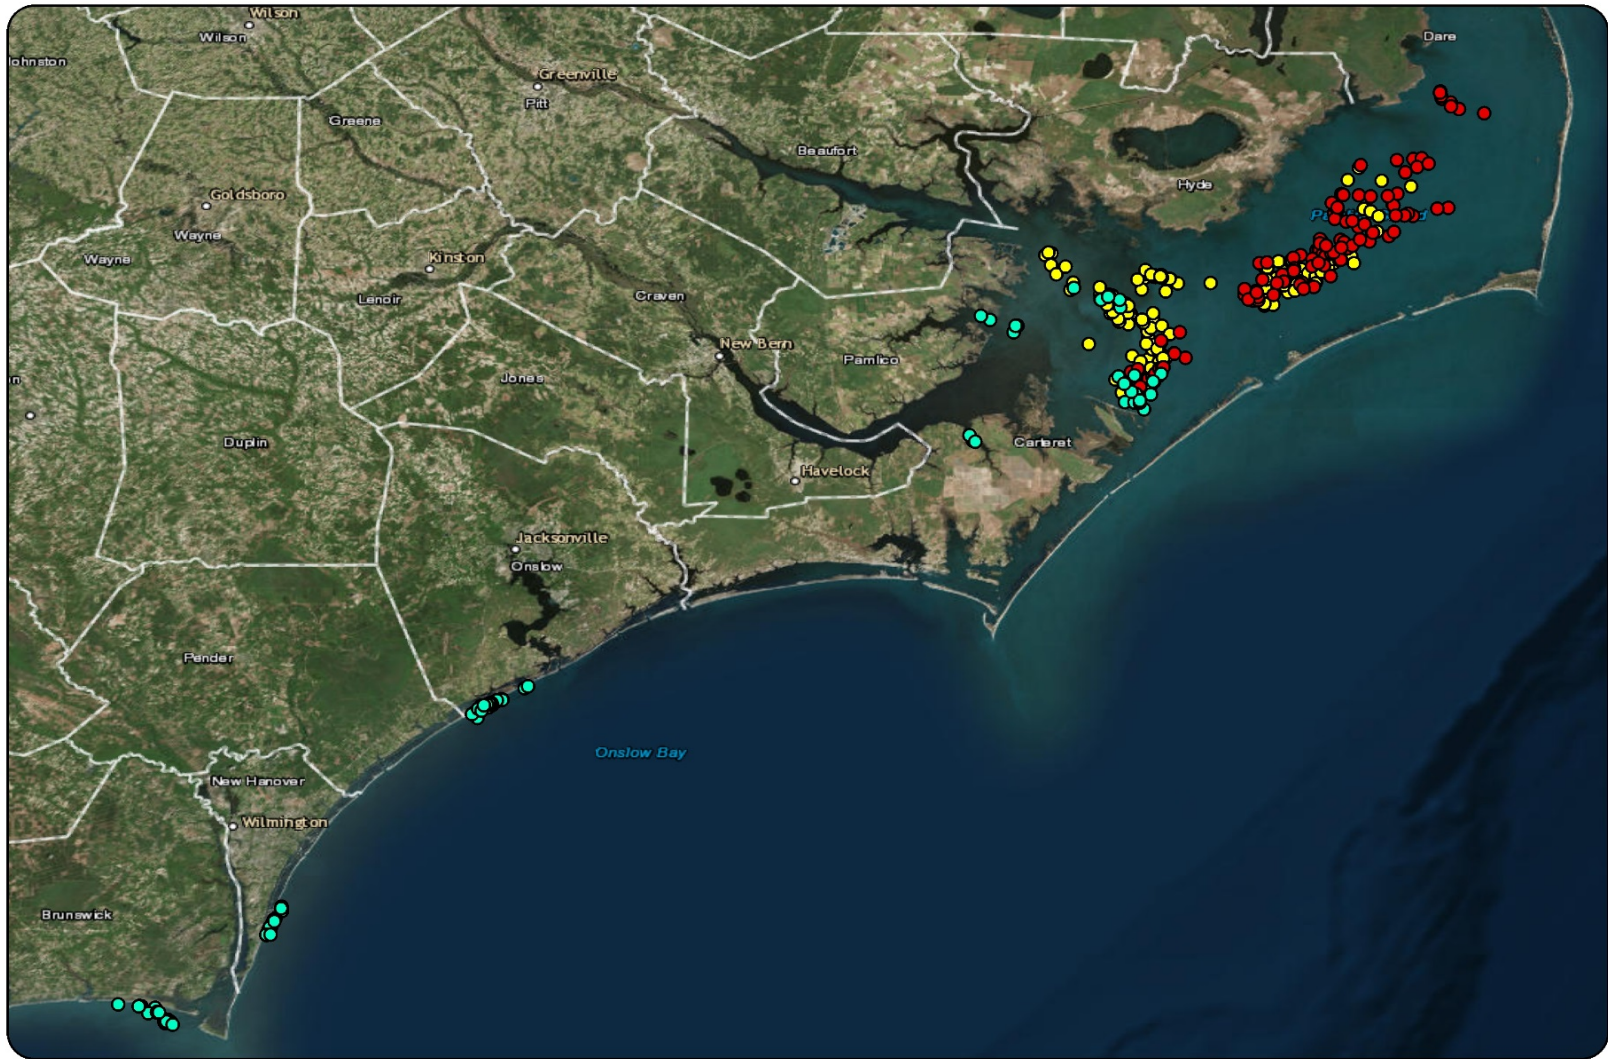 Wilson
Wilson
Dare
Johnston
Greenville
Pitt
Greene
Beaufort
Hyde
Goldsboro
Wayne
Wayne
Kinston
Lenoir
Craven
New Bern
Pamlico
Jones
Duplin
Carteret
Havelock
Jacksonville
Onslow
Pender
Onslow Bay
New Hanover
Wilmington
Brunswick